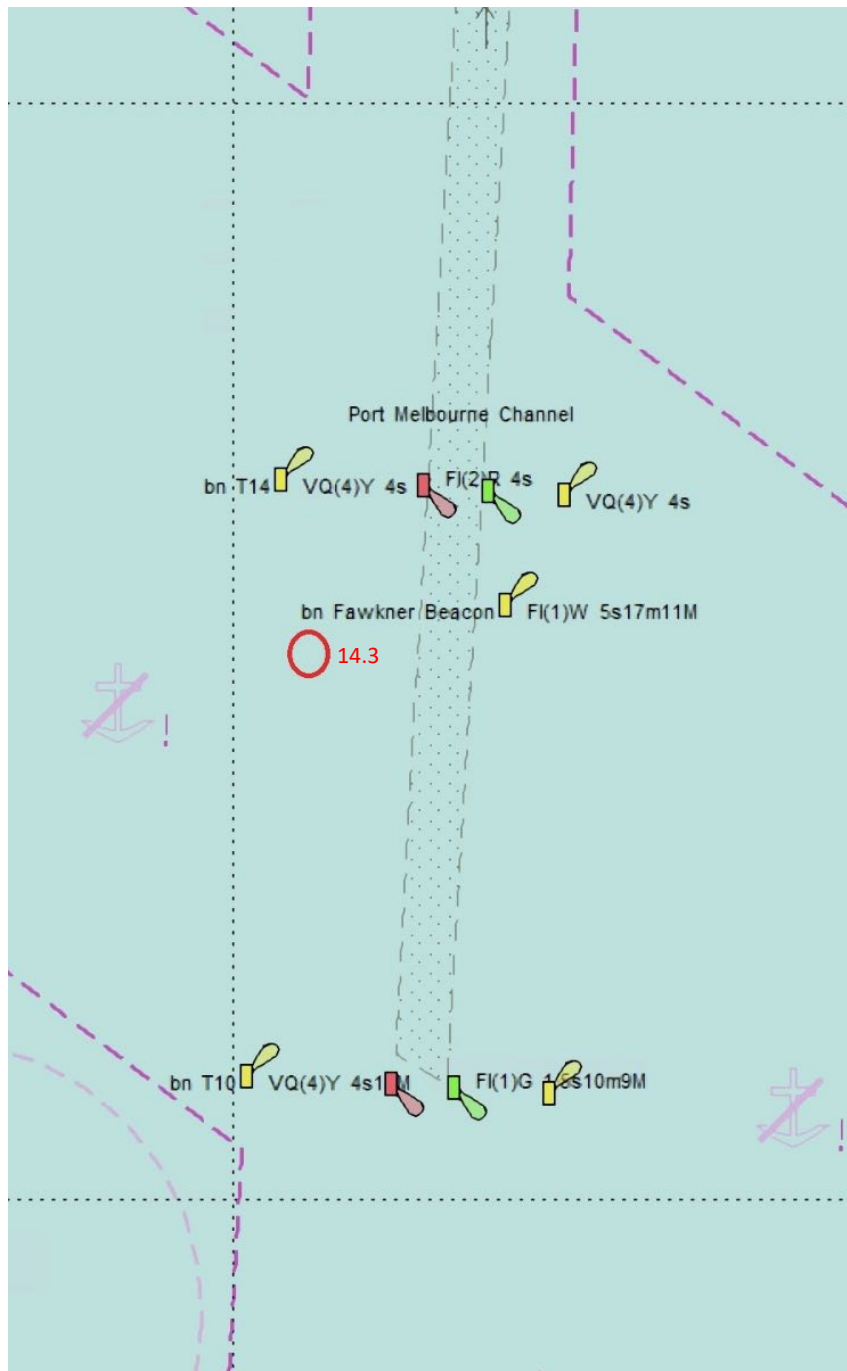 Port Melbourne Channel
bn T14 VQ(4)Y 4s Fl(2)R 4s
VQ(4)Y 4s
bn Fawkner Beacon Fl(1)W 5s17m11M
14.3
!
bn T10 VQ(4)Y Fl(1)G
!